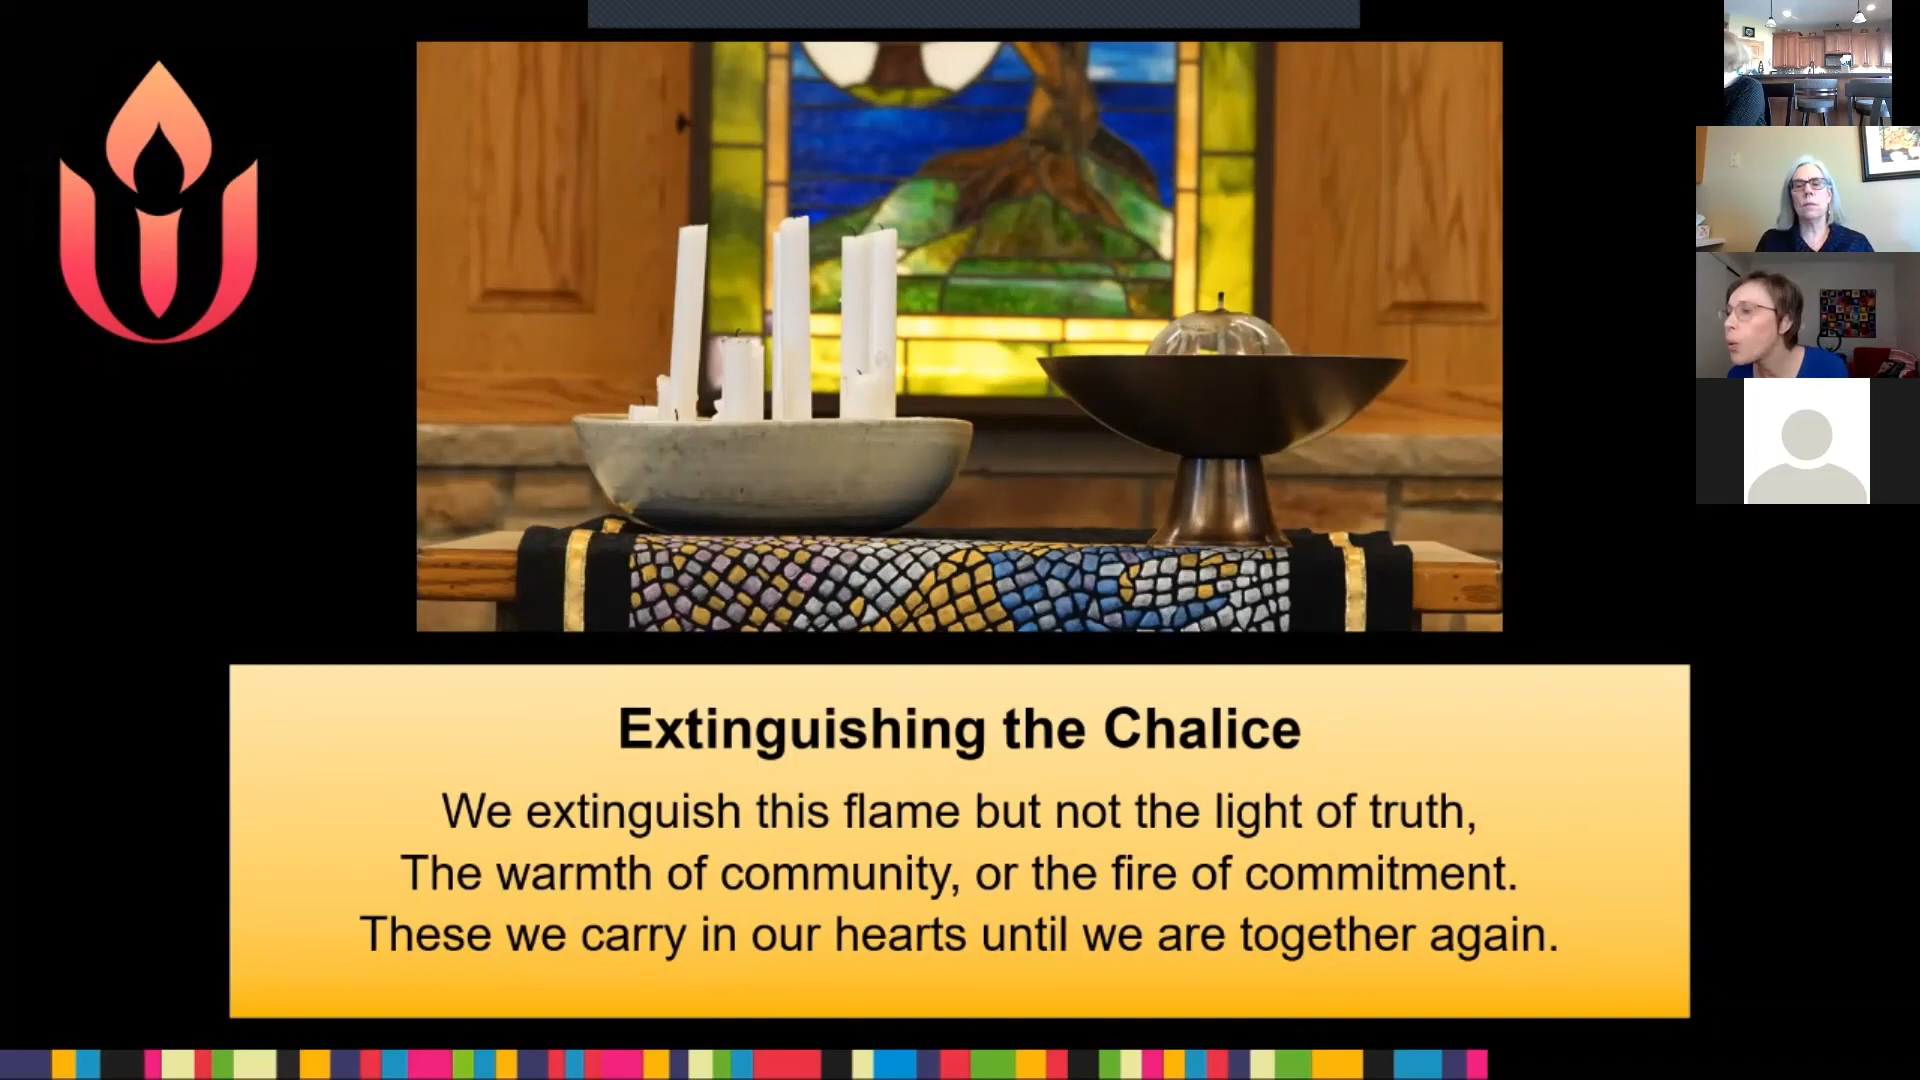 Extinguishing the Chalice
We extinguish this flame but not the light of truth,
The warmth of community, or the fire of commitment.
These we carry in our hearts until we are together again.